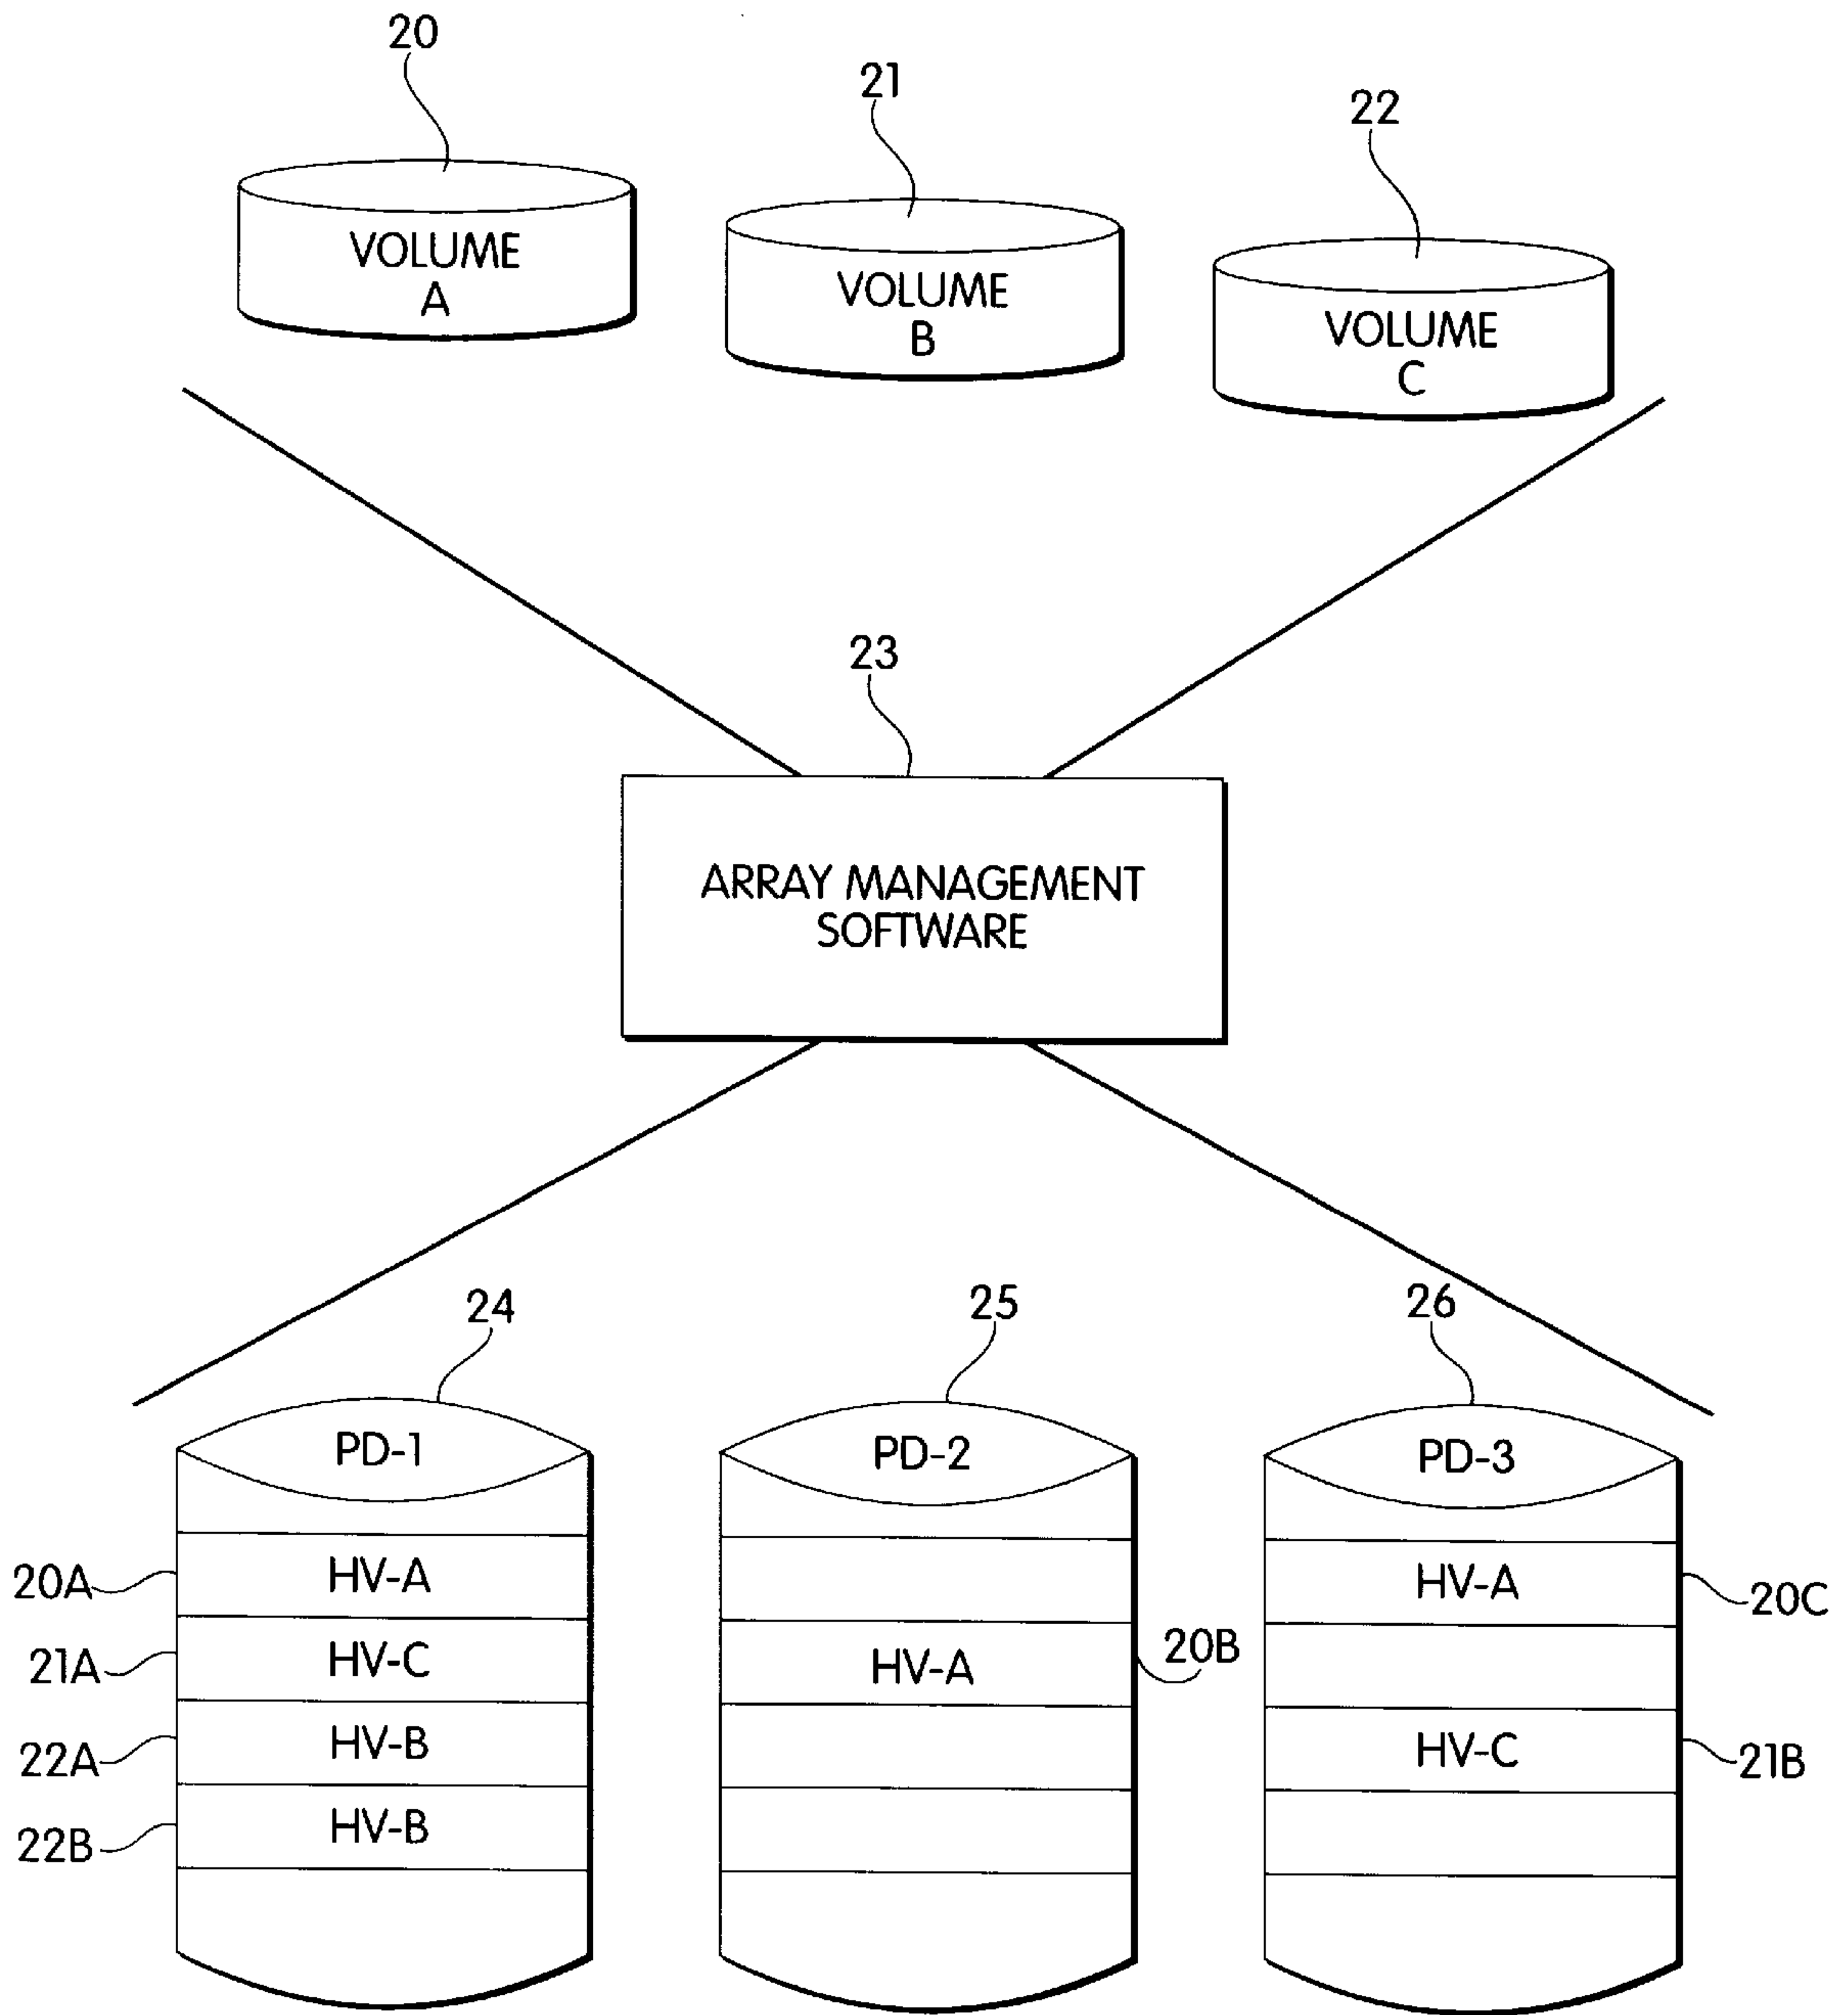 20
21
22
VOLUME
A
VOLUME
B
VOLUME
C
23
ARRAY MANAGEMENT
SOFTWARE
24
25
26
PD-1
PD-2
PD-3
20A
HV-A
HV-A
20C
21A
HV-C
HV-A
20B
22A
HV-B
HV-C
21B
22B
HV-B